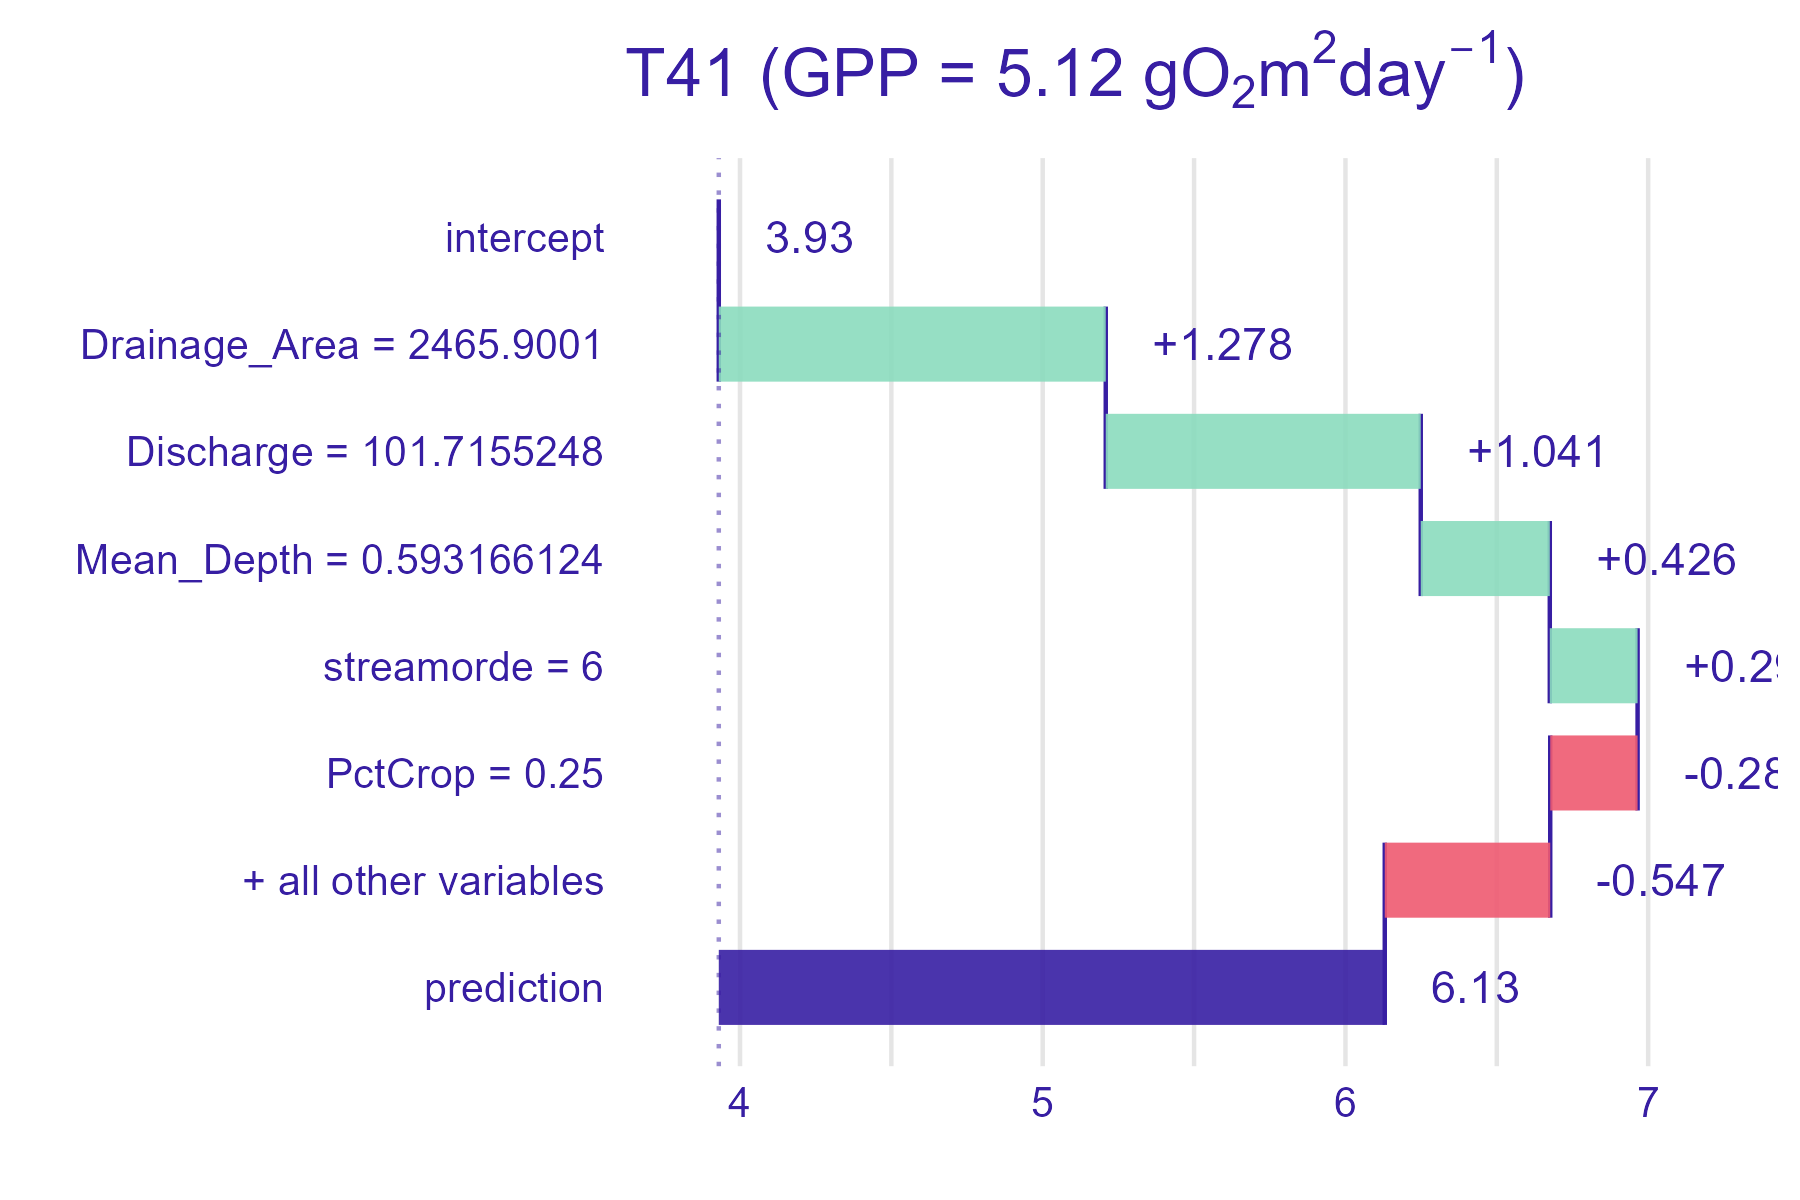 T41 (GPP = 5.12 gO₂m²day⁻¹)
intercept 3.93
Drainage_Area = 2465.9001 +1.278
Discharge = 101.7155248 +1.041
Mean_Depth = 0.593166124 +0.426
streamorde = 6
PctCrop = 0.25
+ all other variables -0.547
prediction 6.13
4 5 6 7